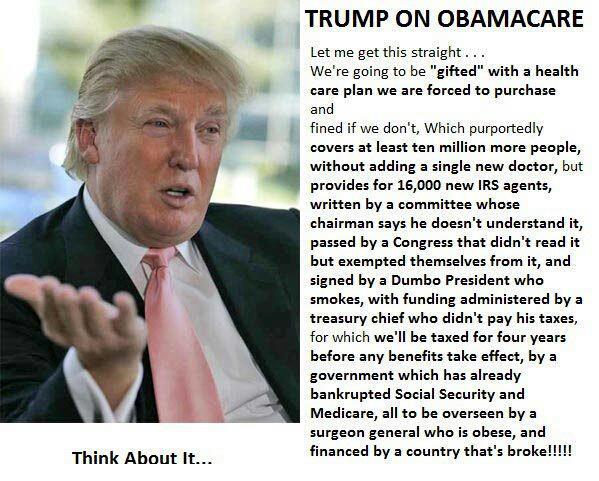 TRUMP ON OBAMACARE
Let me get this straight . . .
We're going to be "gifted" with a health
care plan we are forced to purchase
and
fined if we don't, Which purportedly
covers at least ten million more people,
without adding a single new doctor, but
provides for 16,000 new IRS agents,
written by a committee whose
chairman says he doesn't understand it,
passed by a Congress that didn't read it
but exempted themselves from it, and
signed by a Dumbo President who
smokes, with funding administered by a
treasury chief who didn't pay his taxes,
for which we'll be taxed for four years
before any benefits take effect, by a
government which has already
bankrupted Social Security and
Medicare, all to be overseen by a
surgeon general who is obese, and
financed by a country that's broke!!!!!
Think About It...